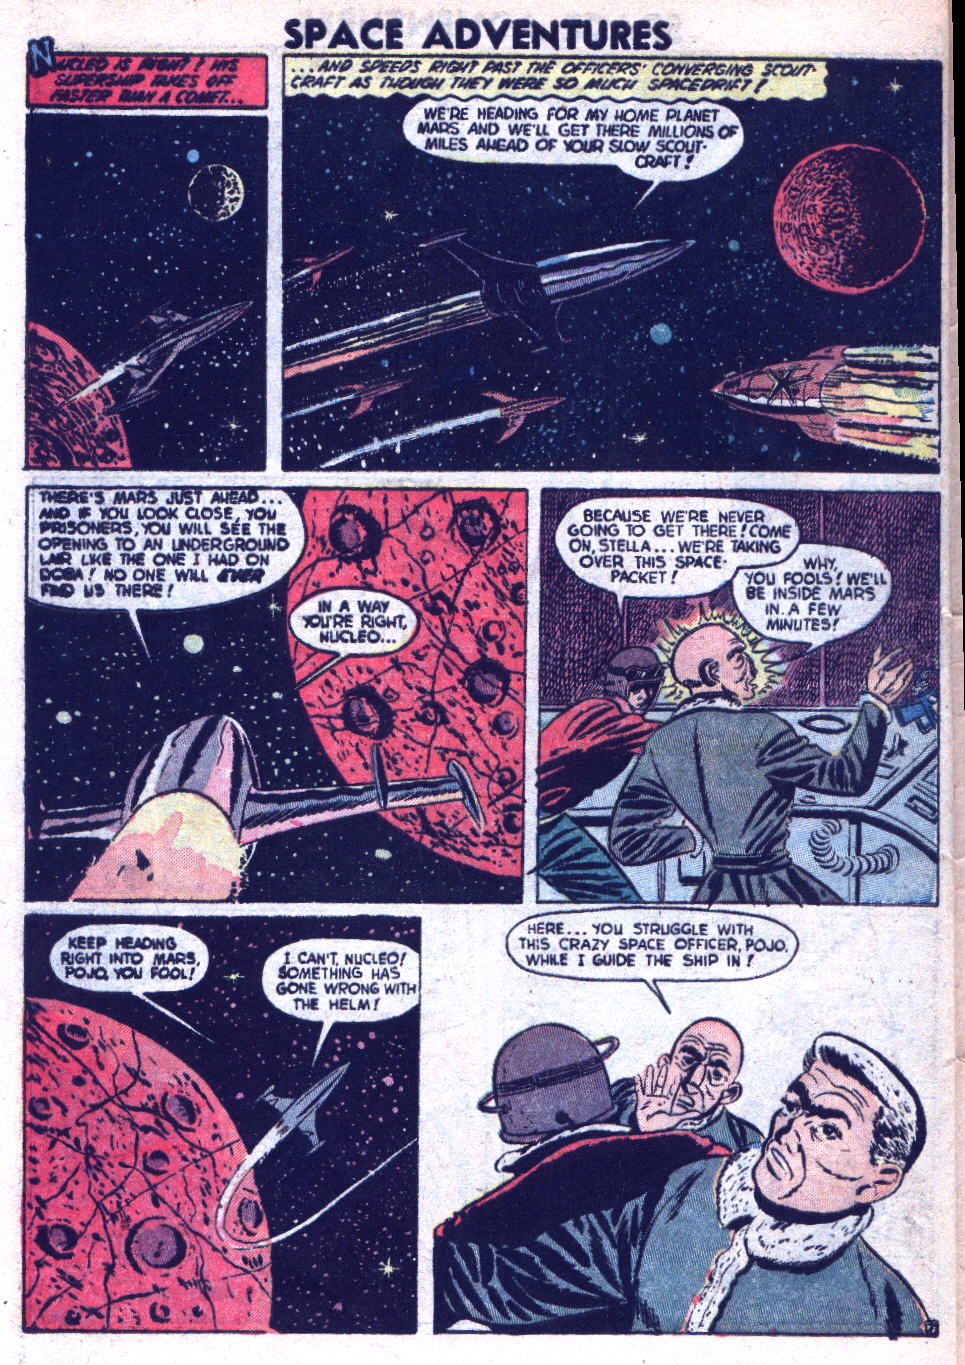 SPACE ADVENTURES
NUCLEO IS RIGHT! HIS
SUPERSHIP TAKES OFF
FASTER THAN A COMET...
...AND SPEEDS RIGHT PAST THE OFFICERS' CONVERGING SCOUT-
CRAFT AS THOUGH THEY WERE SO MUCH SPACEDRIFT!
WE'RE HEADING FOR MY HOME PLANET
MARS AND WE'LL GET THERE MILLIONS OF
MILES AHEAD OF YOUR SLOW SCOUT-
CRAFT!
THERE'S MARS JUST AHEAD...
AND IF YOU LOOK CLOSE, YOU
PRISONERS, YOU WILL SEE THE
OPENING TO AN UNDERGROUND
LAIR LIKE THE ONE I HAD ON
DOBA! NO ONE WILL EVER
FIND US THERE!
IN A WAY
YOU'RE RIGHT,
NUCLEO...
BECAUSE WE'RE NEVER
GOING TO GET THERE! COME
ON, STELLA... WE'RE TAKING
OVER THIS SPACE-
PACKET!
WHY,
YOU FOOLS! WE'LL
BE INSIDE MARS
IN A FEW
MINUTES!
KEEP HEADING
RIGHT INTO MARS,
POJO, YOU FOOL!
I CAN'T, NUCLEO!
SOMETHING HAS
GONE WRONG WITH
THE HELM!
HERE... YOU STRUGGLE WITH
THIS CRAZY SPACE OFFICER, POJO,
WHILE I GUIDE THE SHIP IN!
7